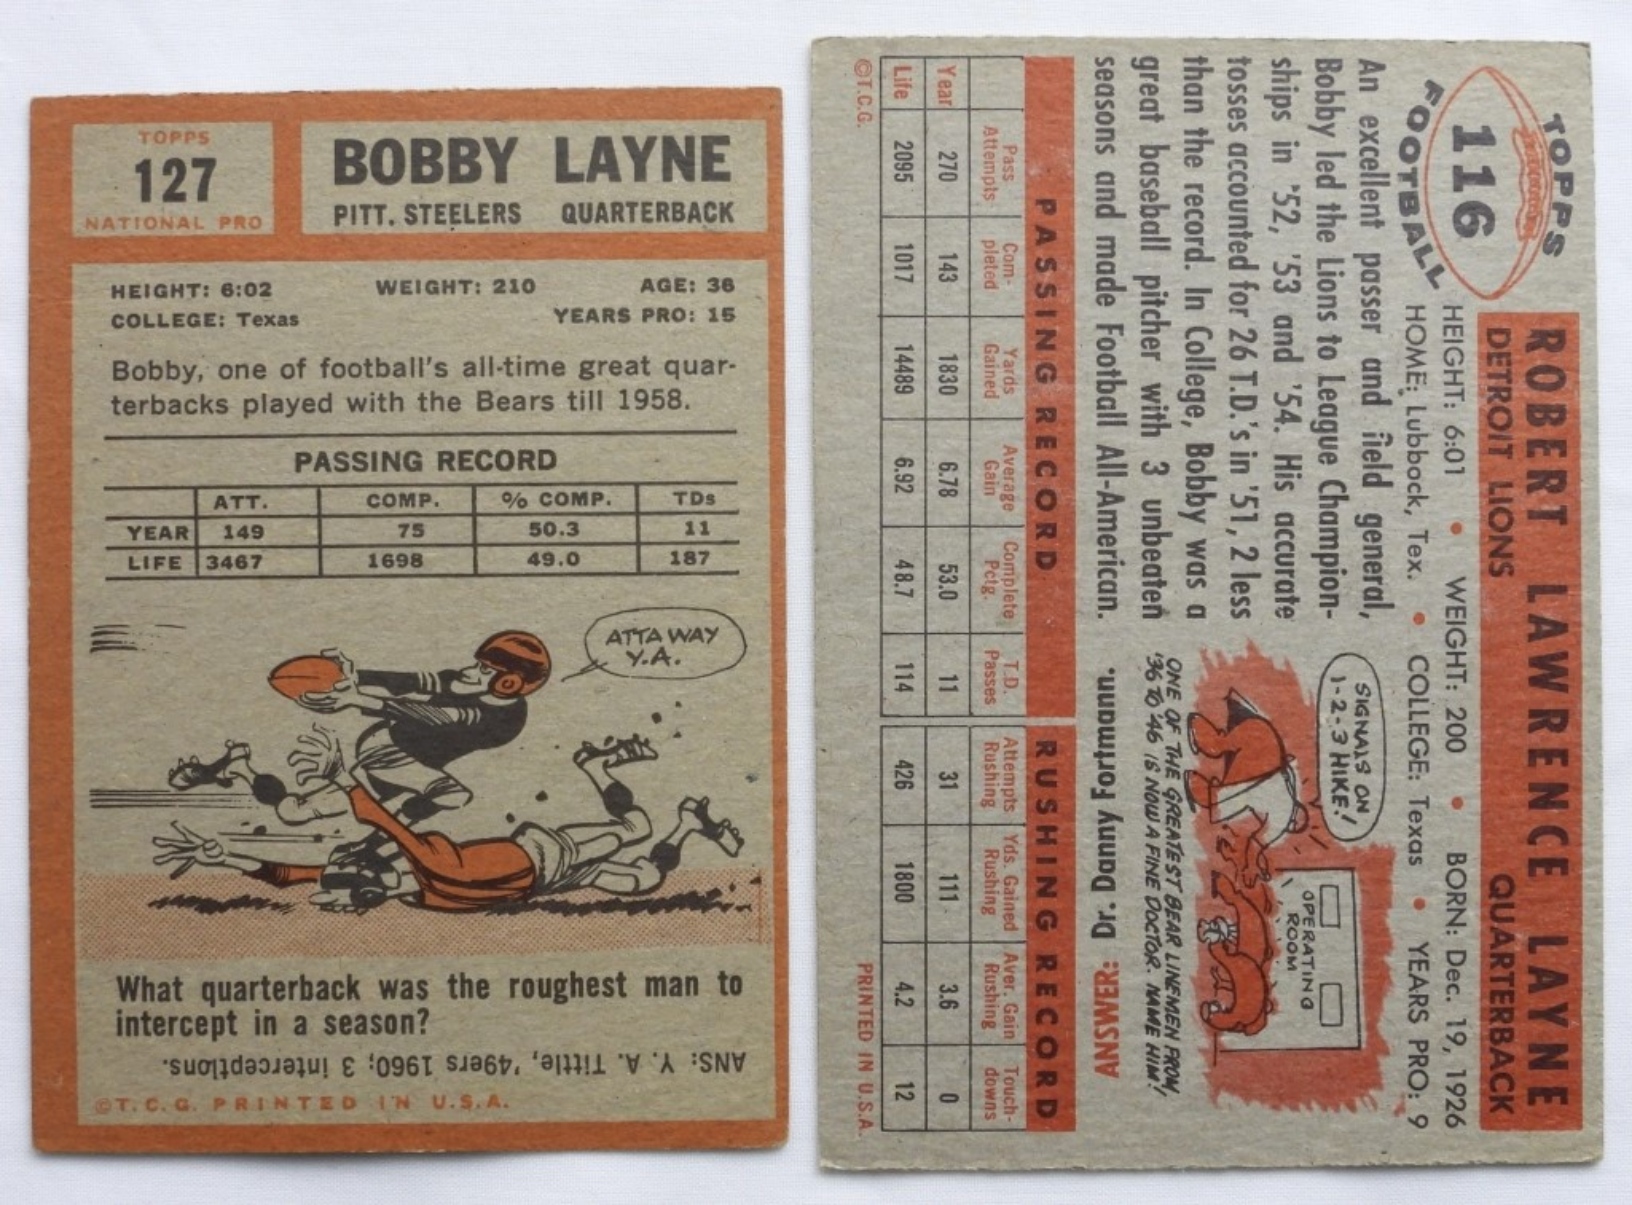 TOPPS
127
NATIONAL PRO
BOBBY LAYNE
PITT. STEELERS QUARTERBACK
HEIGHT: 6:02 WEIGHT: 210 AGE: 36
COLLEGE: Texas YEARS PRO: 15
Bobby, one of football's all-time great quar-
terbacks played with the Bears till 1958.
PASSING RECORD
ATT. COMP. % COMP. TDs
YEAR 149 75 50.3 11
LIFE 3467 1698 49.0 187
ATTA WAY
Y.A.
What quarterback was the roughest man to
intercept in a season?
ANS: Y. A. Tittle, '49ers 1960; 3 interceptions.
©T.C.G. PRINTED IN U.S.A.
TOPPS
116
FOOTBALL
ROBERT LAWRENCE LAYNE
DETROIT LIONS QUARTERBACK
HEIGHT: 6:01 • WEIGHT: 200 • BORN: Dec. 19, 1926
HOME: Lubbock, Tex. • COLLEGE: Texas • YEARS PRO: 9
An excellent passer and field general,
Bobby led the Lions to League Champion-
ships in '52, '53 and '54. His accurate
tosses accounted for 26 T.D.'s in '51, 2 less
than the record. In College, Bobby was a
great baseball pitcher with 3 unbeaten
seasons and made Football All-American.
SIGNALS ON
1-2-3 HIKE!
OPERATING
ROOM
ONE OF THE GREATEST BEAR LINEMEN FROM
'36 TO '46 IS NOW A FINE DOCTOR. NAME HIM!
ANSWER: Dr. Danny Fortmann.
PASSING RECORD RUSHING RECORD
Pass Com- Yards Average Complete T.D. Attempts Yds. Gained Aver. Gain Touch-
Attempts pleted Gained Gain Pctg. Passes Rushing Rushing Rushing downs
Year 270 143 1830 6.78 53.0 11 31 111 3.6 0
Life 2095 1017 14489 6.92 48.7 114 426 1800 4.2 12
©T.C.G. PRINTED IN U.S.A.